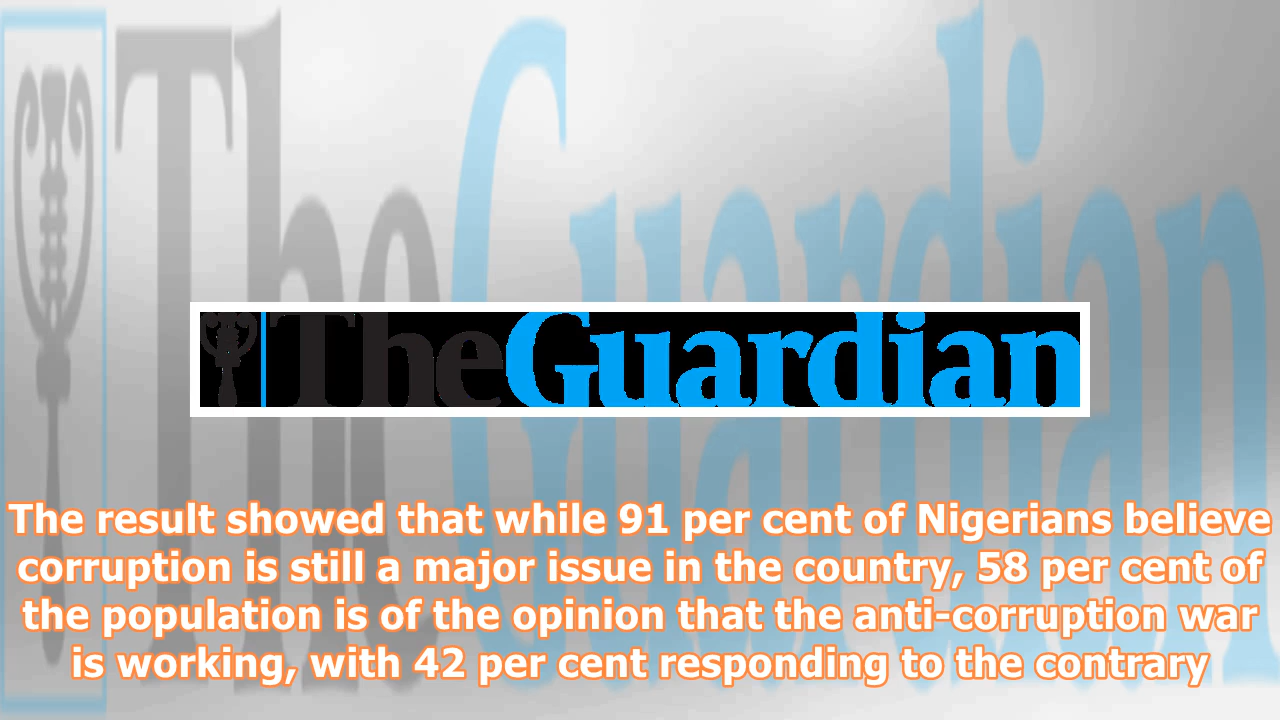 The Guardian
TheGuardian
The result showed that while 91 per cent of Nigerians believe
corruption is still a major issue in the country, 58 per cent of
the population is of the opinion that the anti-corruption war
is working, with 42 per cent responding to the contrary